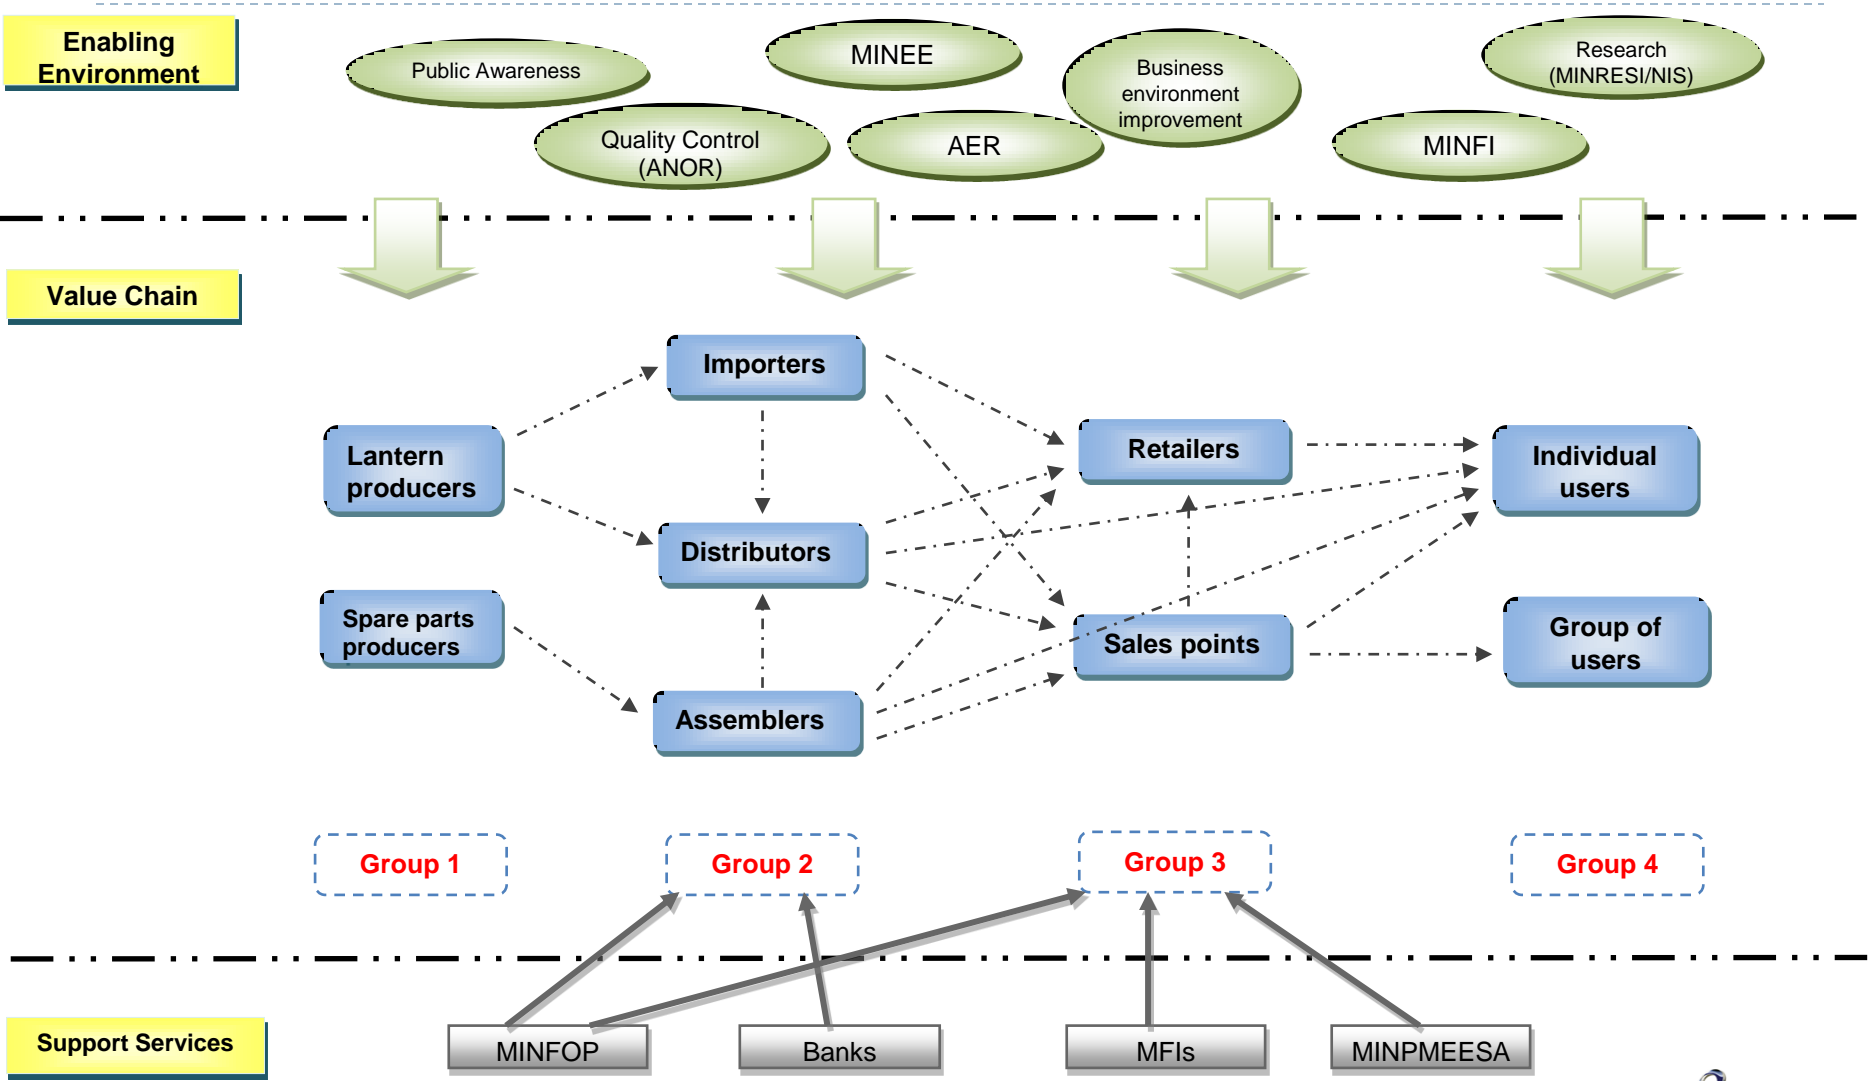 Enabling
Environment
Public Awareness
Quality Control
(ANOR)
MINEE
AER
Business
environment
improvement
Research
(MINRESI/NIS)
MINFI
Value Chain
Importers
Lantern
producers
Retailers
Individual
users
Distributors
Spare parts
producers
Sales points
Group of
users
Assemblers
Group 1
Group 2
Group 3
Group 4
Support Services
MINFOP
Banks
MFIs
MINPMEESA